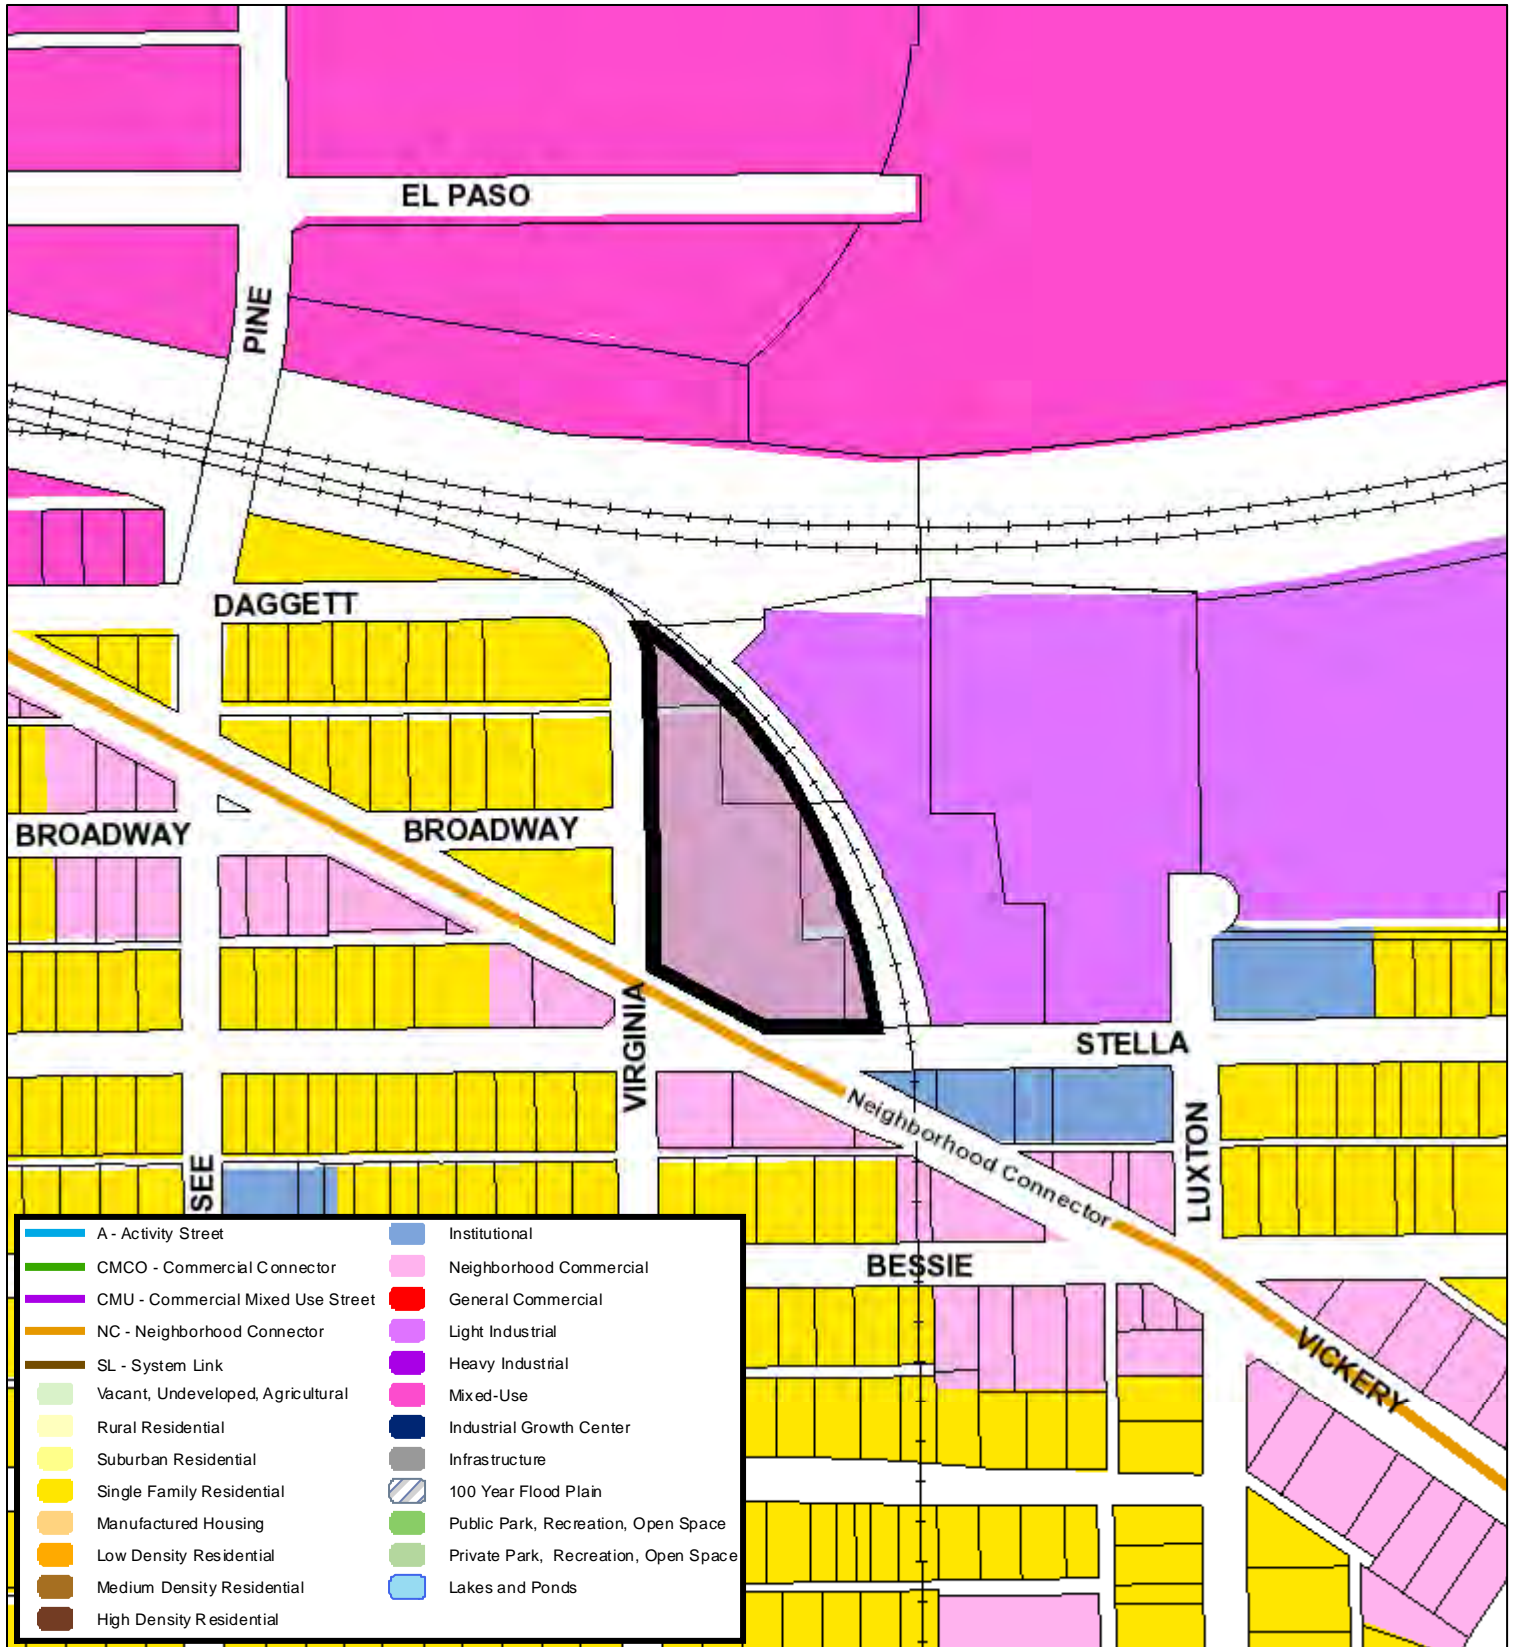 EL PASO
PINE
DAGGETT
BROADWAY
BROADWAY
VIRGINIA
STELLA
Neighborhood Connector
LUXTON
SEE
BESSIE
VICKERY
A - Activity Street
CMCO - Commercial Connector
CMU - Commercial Mixed Use Street
NC - Neighborhood Connector
SL - System Link
Vacant, Undeveloped, Agricultural
Rural Residential
Suburban Residential
Single Family Residential
Manufactured Housing
Low Density Residential
Medium Density Residential
High Density Residential
Institutional
Neighborhood Commercial
General Commercial
Light Industrial
Heavy Industrial
Mixed-Use
Industrial Growth Center
Infrastructure
100 Year Flood Plain
Public Park, Recreation, Open Space
Private Park, Recreation, Open Space
Lakes and Ponds